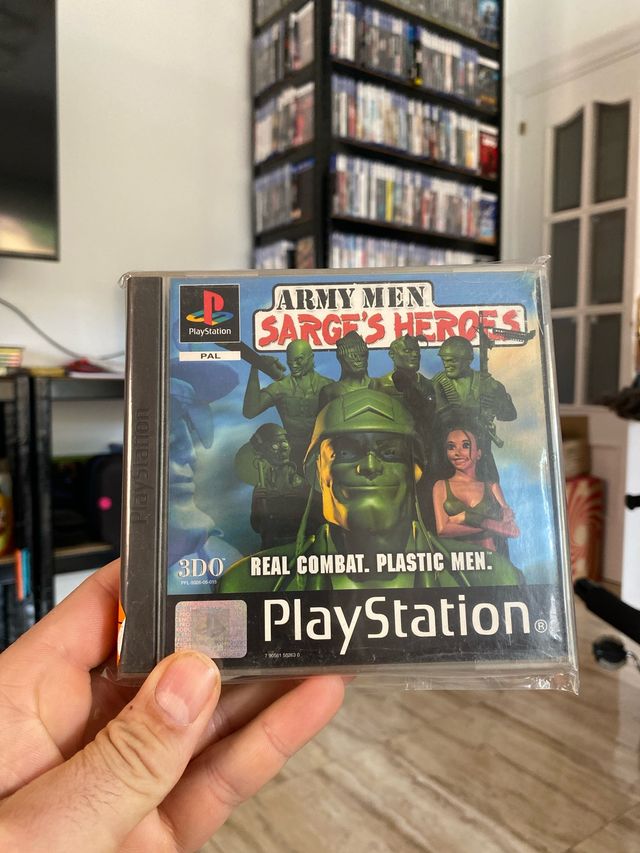 PlayStation
PAL
ARMY MEN
SARGE'S HEROES
PlayStation
3DO
REAL COMBAT. PLASTIC MEN.
PlayStation®